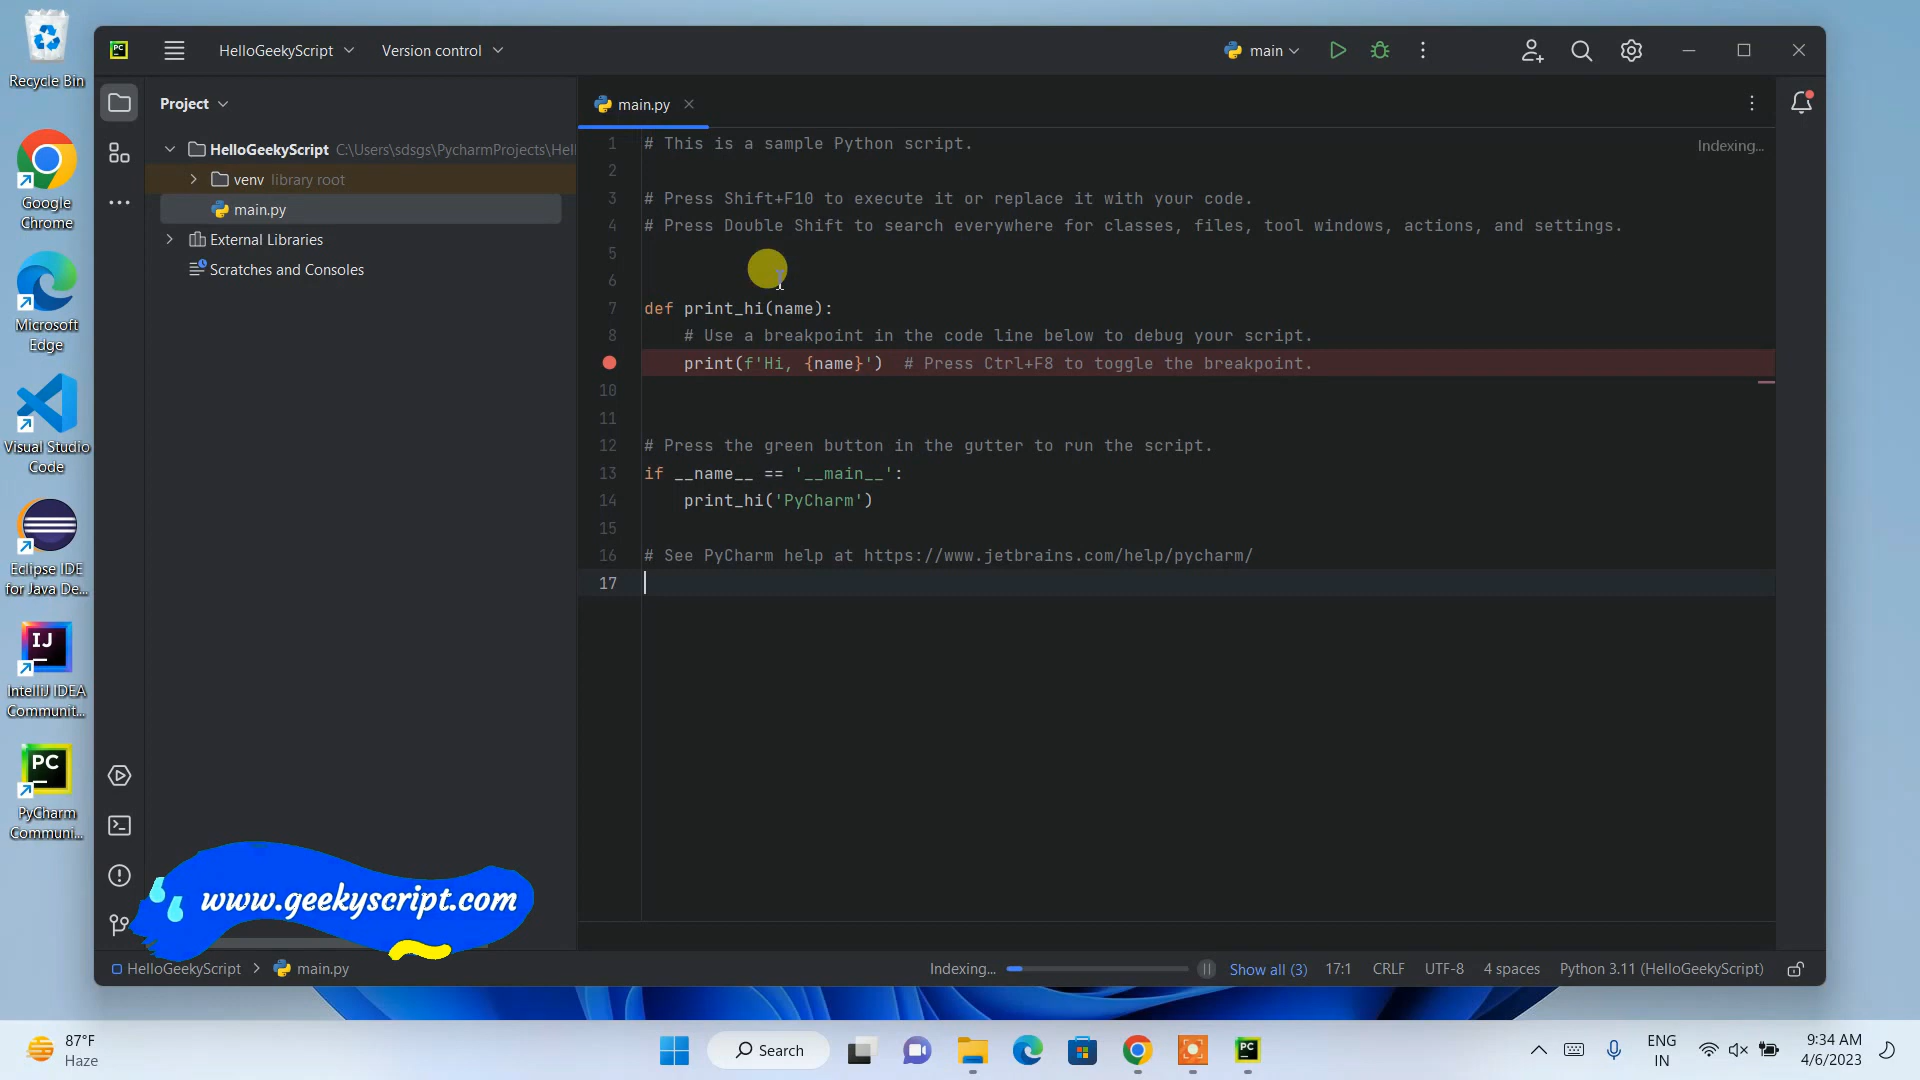 Recycle Bin
Google
Chrome
Microsoft
Edge
Visual Studio
Code
Eclipse IDE
for Java De...
IJ
IntelliJ IDEA
Communit...
PC
PyCharm
Communi...
PC
HelloGeekyScript
Version control
main
Project
HelloGeekyScript C:\Users\sdsgs\PycharmProjects\Hel
venv library root
main.py
External Libraries
Scratches and Consoles
main.py
Indexing...
1 # This is a sample Python script.
2
3 # Press Shift+F10 to execute it or replace it with your code.
4 # Press Double Shift to search everywhere for classes, files, tool windows, actions, and settings.
5
6
7 def print_hi(name):
8     # Use a breakpoint in the code line below to debug your script.
    print(f'Hi, {name}')  # Press Ctrl+F8 to toggle the breakpoint.
10
11
12 # Press the green button in the gutter to run the script.
13 if __name__ == '__main__':
14     print_hi('PyCharm')
15
16 # See PyCharm help at https://www.jetbrains.com/help/pycharm/
17
www.geekyscript.com
HelloGeekyScript > main.py
Indexing... Show all (3) 17:1 CRLF UTF-8 4 spaces Python 3.11 (HelloGeekyScript)
87°F
Haze
Search
PC
ENG
IN
9:34 AM
4/6/2023